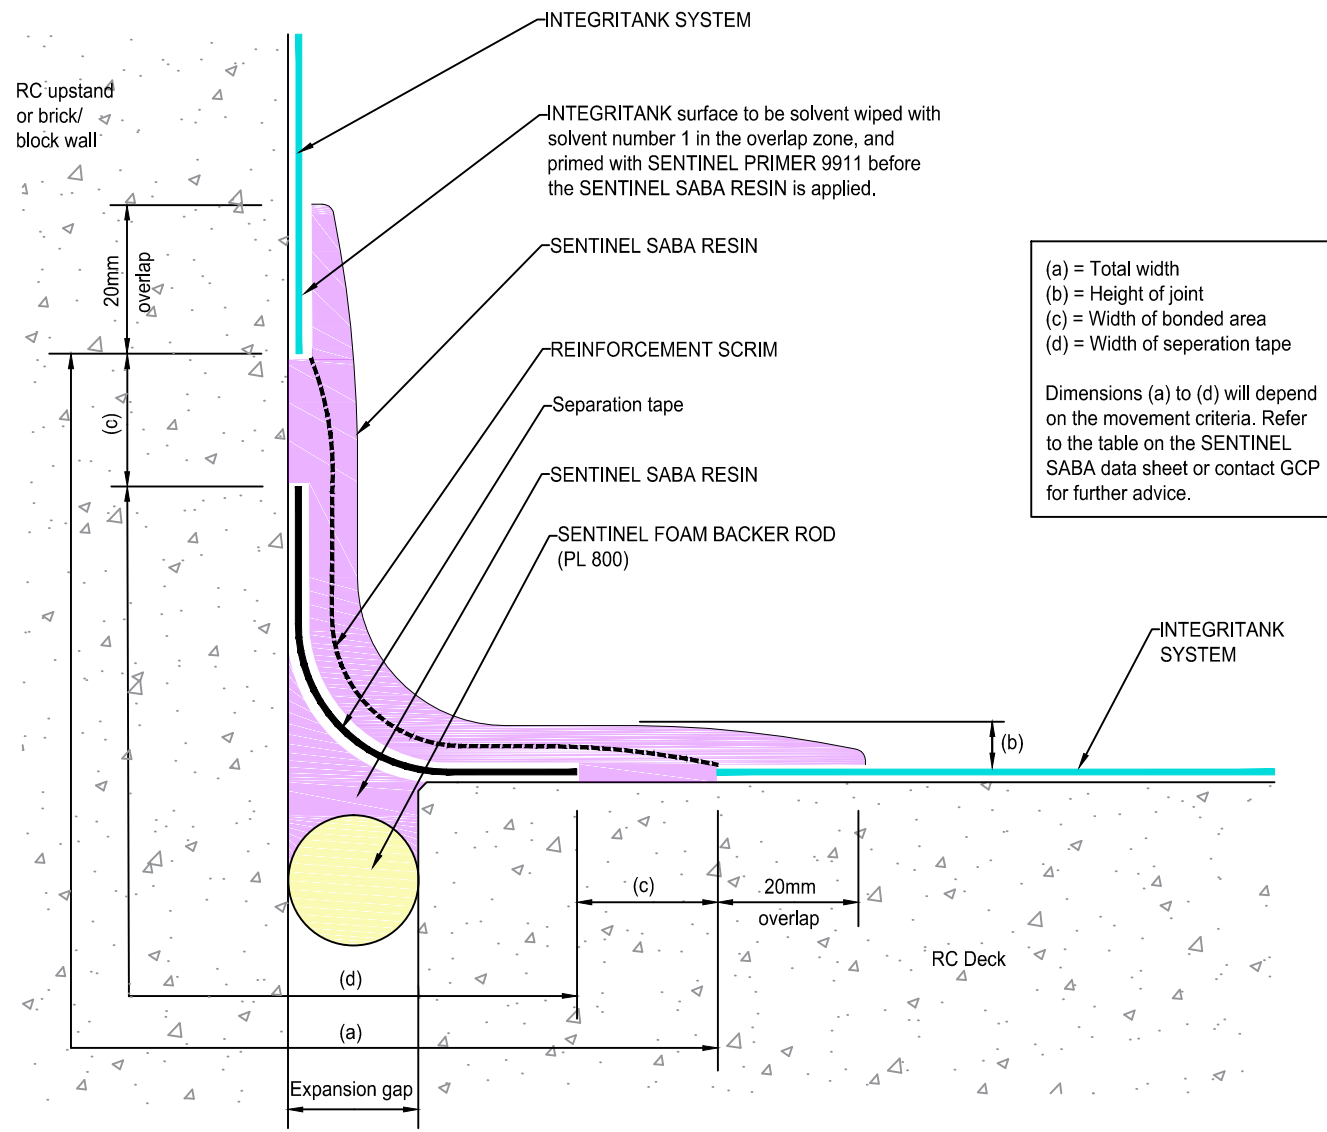 INTEGRITANK SYSTEM
RC upstand
or brick/
block wall
INTEGRITANK surface to be solvent wiped with
solvent number 1 in the overlap zone, and
primed with SENTINEL PRIMER 9911 before
the SENTINEL SABA RESIN is applied.
SENTINEL SABA RESIN
20mm
overlap
(a) = Total width
(b) = Height of joint
(c) = Width of bonded area
(d) = Width of seperation tape
Dimensions (a) to (d) will depend
on the movement criteria. Refer
to the table on the SENTINEL
SABA data sheet or contact GCP
for further advice.
REINFORCEMENT SCRIM
Separation tape
(c)
SENTINEL SABA RESIN
SENTINEL FOAM BACKER ROD
(PL 800)
INTEGRITANK
SYSTEM
(b)
(c)
20mm
overlap
RC Deck
(d)
(a)
Expansion gap